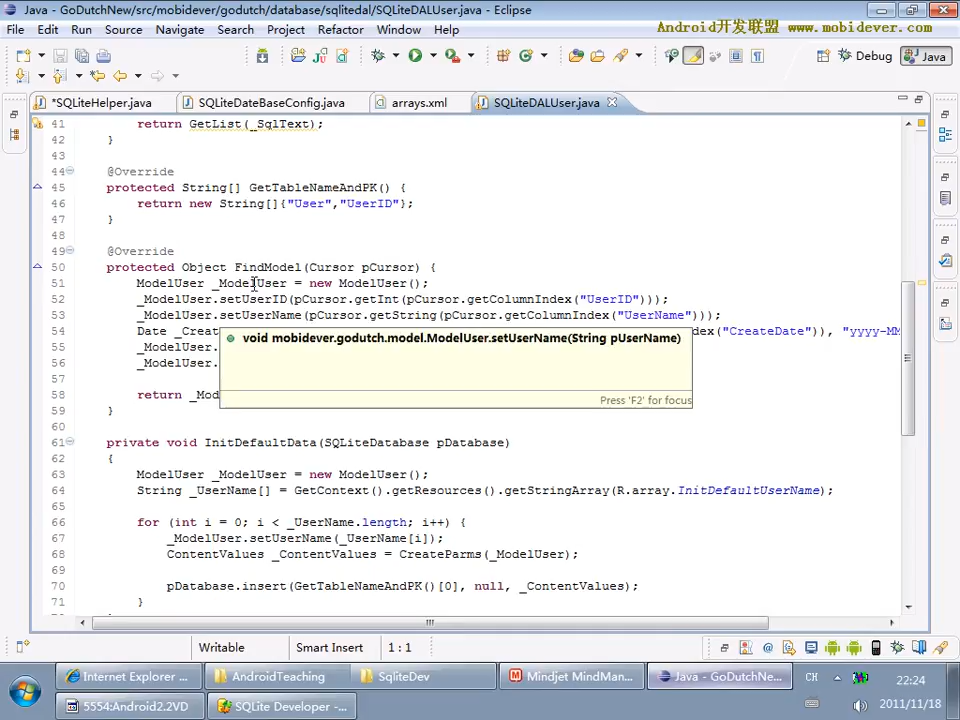 Java - GoDutchNew/src/mobidever/godutch/database/sqlitedal/SQLiteDALUser.java - Eclipse
File Edit Run Source Navigate Search Project Refactor Window Help
Android开发联盟 www.mobidever.com
Debug Java
*SQLiteHelper.java SQLiteDateBaseConfig.java arrays.xml SQLiteDALUser.java
41 return GetList(_SqlText);
42 }
43
44 @Override
45 protected String[] GetTableNameAndPK() {
46 return new String[]{"User","UserID"};
47 }
48
49 @Override
50 protected Object FindModel(Cursor pCursor) {
51 ModelUser _ModelUser = new ModelUser();
52 _ModelUser.setUserID(pCursor.getInt(pCursor.getColumnIndex("UserID")));
53 _ModelUser.setUserName(pCursor.getString(pCursor.getColumnIndex("UserName")));
54 Date _Creat ndex("CreateDate")), "yyyy-MM
void mobidever.godutch.model.ModelUser.setUserName(String pUserName)
55 _ModelUser.
56 _ModelUser.
57
58 return _Mod
Press 'F2' for focus
59 }
60
61 private void InitDefaultData(SQLiteDatabase pDatabase)
62 {
63 ModelUser _ModelUser = new ModelUser();
64 String _UserName[] = GetContext().getResources().getStringArray(R.array.InitDefaultUserName);
65
66 for (int i = 0; i < _UserName.length; i++) {
67 _ModelUser.setUserName(_UserName[i]);
68 ContentValues _ContentValues = CreateParms(_ModelUser);
69
70 pDatabase.insert(GetTableNameAndPK()[0], null, _ContentValues);
71 }
Writable Smart Insert 1 : 1
Internet Explorer ... AndroidTeaching SqliteDev Mindjet MindMan... Java - GoDutchNe... CH 22:24
5554:Android2.2VD SQLite Developer -... 2011/11/18